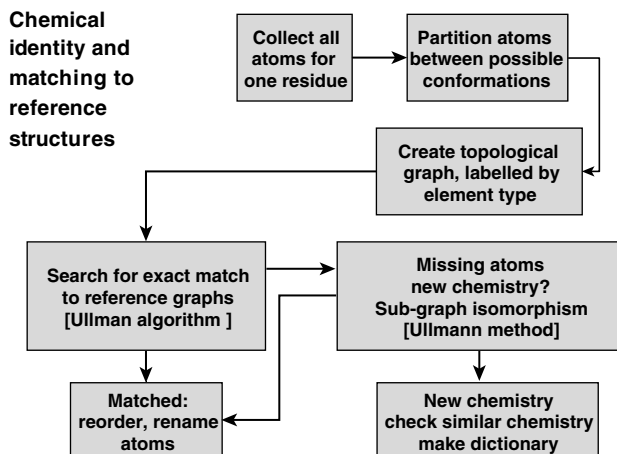 Chemical
identity and
matching to
reference
structures
Collect all
atoms for
one residue
Partition atoms
between possible
conformations
Create topological
graph, labelled by
element type
Search for exact match
to reference graphs
[Ullman algorithm ]
Missing atoms
new chemistry?
Sub-graph isomorphism
[Ullmann method]
Matched:
reorder, rename
atoms
New chemistry
check similar chemistry
make dictionary